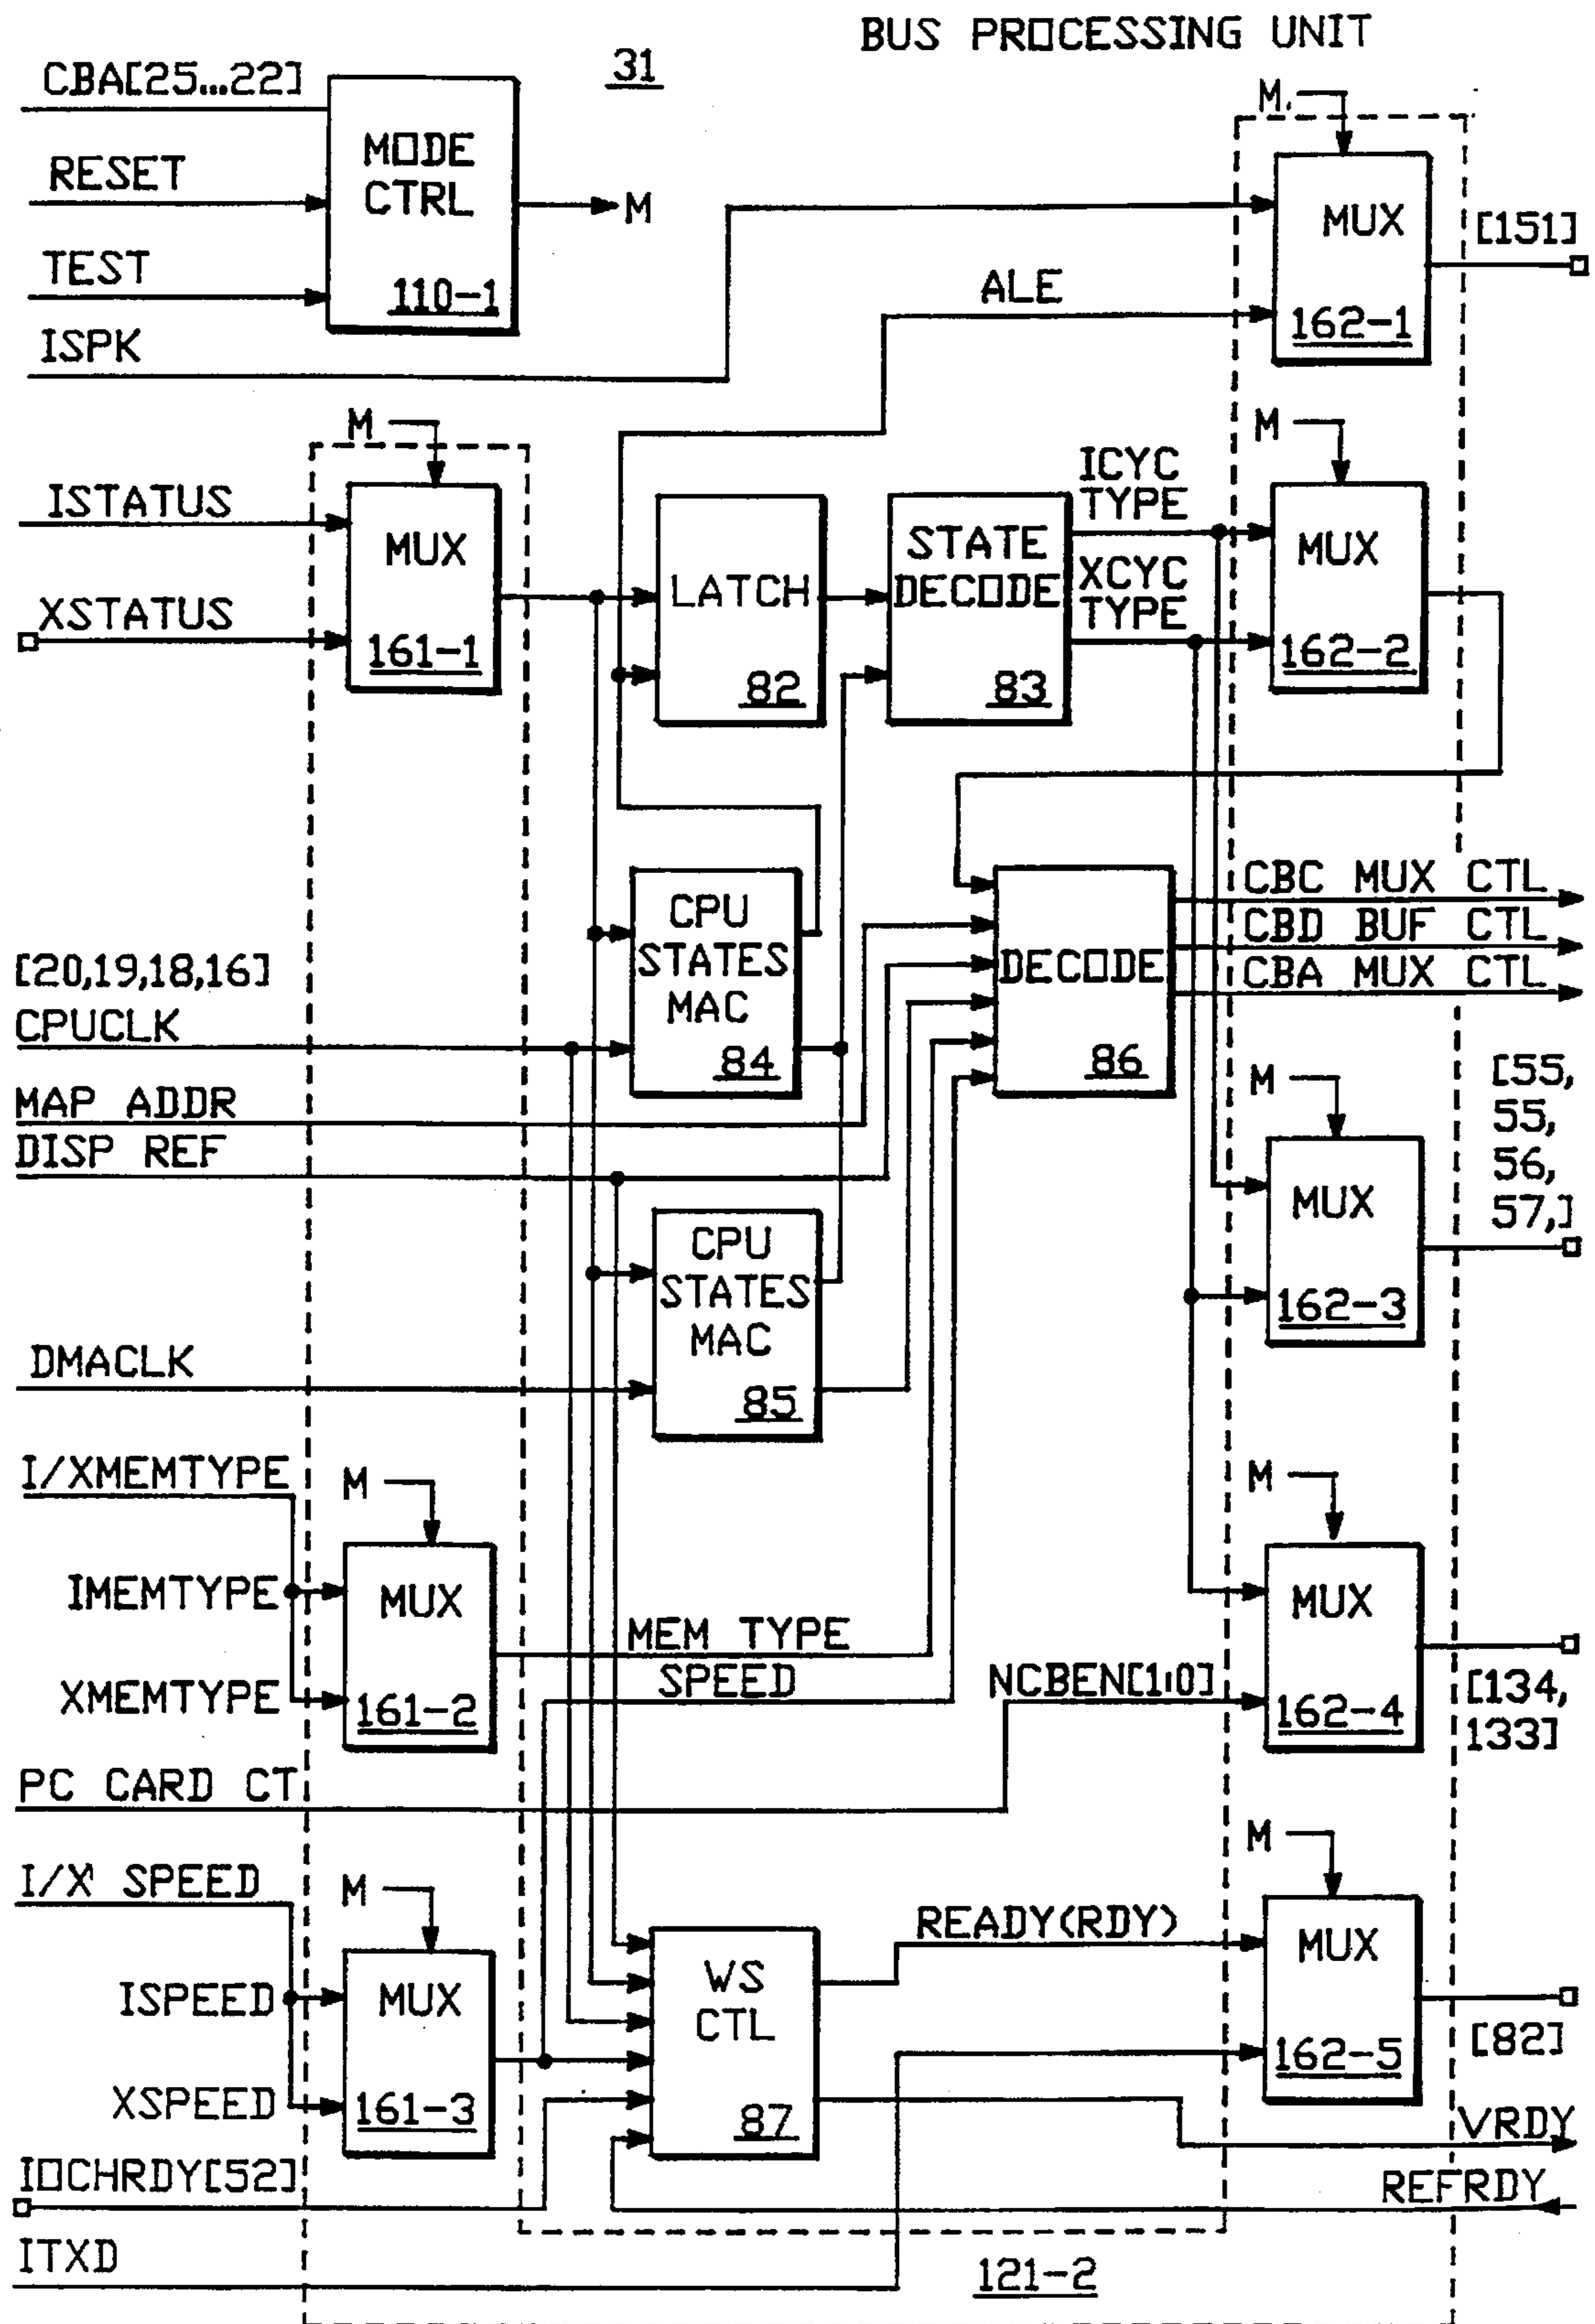 BUS PROCESSING UNIT
31
CBA[25...22]
RESET
TEST
ISPK
MODE
CTRL
110-1
M
M
MUX
162-1
[151]
ALE
M
ISTATUS
XSTATUS
MUX
161-1
LATCH
82
STATE
DECODE
83
ICYC
TYPE
XCYC
TYPE
M
MUX
162-2
[20,19,18,16]
CPUCLK
MAP ADDR
DISP REF
CPU
STATES
MAC
84
DECODE
86
CBC MUX CTL
CBD BUF CTL
CBA MUX CTL
M
MUX
162-3
[55,
55,
56,
57,]
CPU
STATES
MAC
85
DMACLK
I/XMEMTYPE
M
IMEMTYPE
XMEMTYPE
MUX
161-2
MEM TYPE
SPEED
NCBEN[1:0]
M
MUX
162-4
[134,
133]
PC CARD CT
I/X SPEED
M
ISPEED
XSPEED
MUX
161-3
WS
CTL
87
READY(RDY)
M
MUX
162-5
[82]
VRDY
REFRDY
IOCHRDY[52]
ITXD
121-2